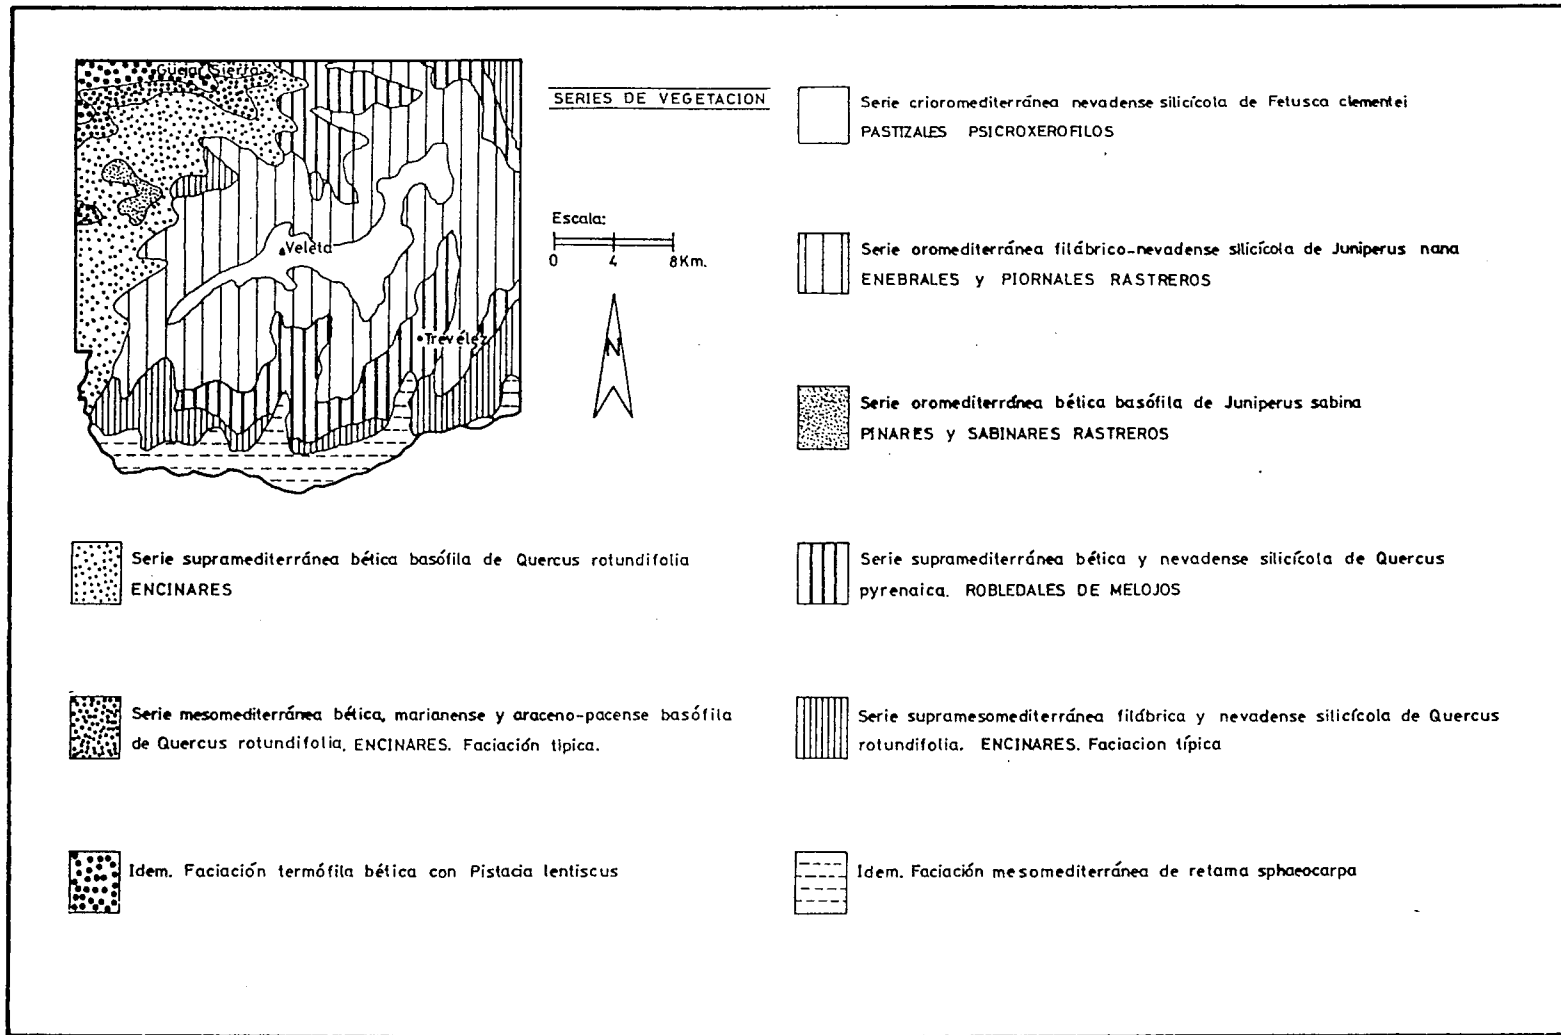 Güejar Sierra
Veleta
Trévélez
SERIES DE VEGETACION
Escala:
0 4 8Km.
N
Serie crioromediterránea nevadense silicícola de Fetusca clementei
PASTIZALES PSICROXEROFILOS
Serie oromediterránea filábrico-nevadense silicícola de Juniperus nana
ENEBRALES y PIORNALES RASTREROS
Serie oromediterránea bética basófila de Juniperus sabina
PINARES y SABINARES RASTREROS
Serie supramediterránea bética basófila de Quercus rotundifolia
ENCINARES
Serie supramediterránea bética y nevadense silicícola de Quercus
pyrenaica. ROBLEDALES DE MELOJOS
Serie mesomediterránea bética, marianense y araceno-pacense basófila
de Quercus rotundifolia. ENCINARES. Faciación tipica.
Serie supramesomediterránea filábrica y nevadense silicícola de Quercus
rotundifolia. ENCINARES. Faciacion típica
Idem. Faciación termófila bética con Pistacia lentiscus
Idem. Faciación mesomediterránea de retama sphaeocarpa